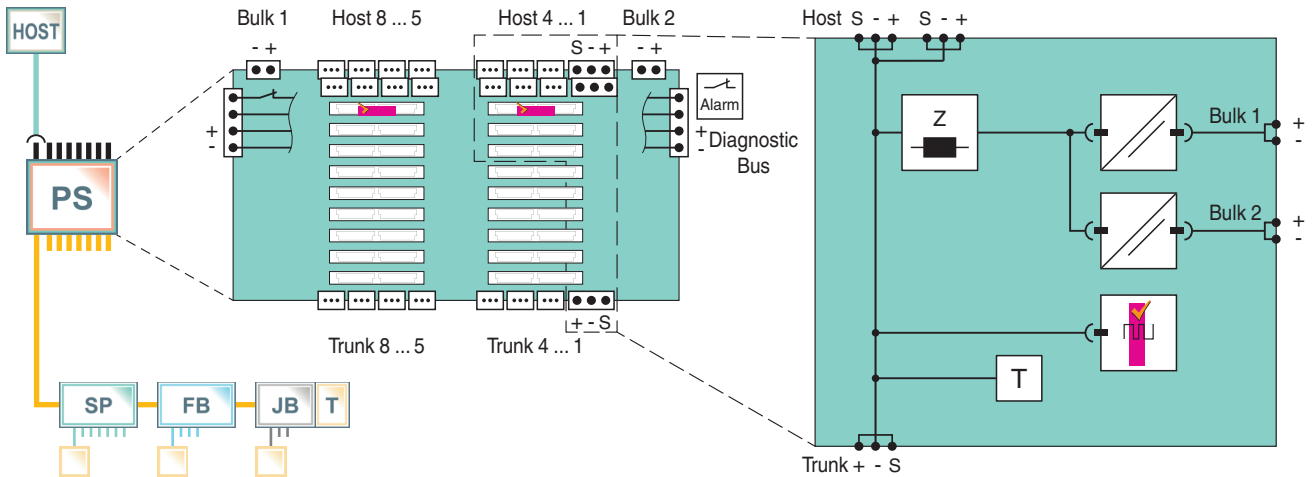 HOST
Bulk 1
Host 8 ... 5
Host 4 ... 1
Bulk 2
- +
S - +
- +
Alarm
+
-
+
-
Diagnostic
Bus
PS
+ - S
Trunk 8 ... 5
Trunk 4 ... 1
SP
FB
JB
T
Host S - + S - +
Z
Bulk 1
+
-
Bulk 2
+
-
T
Trunk + - S